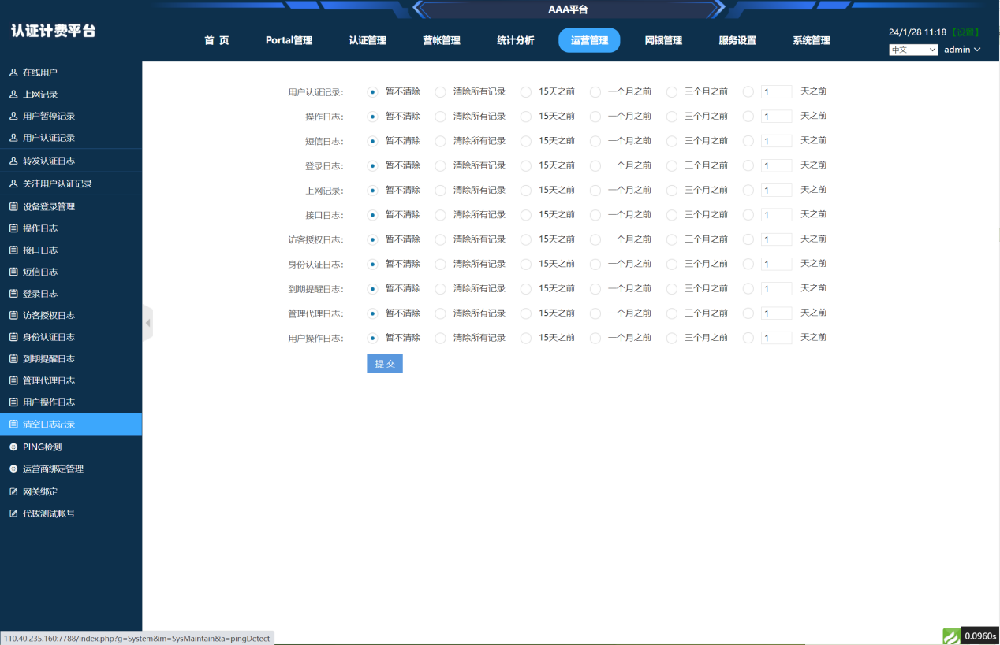 AAA平台
认证计费平台
首 页 Portal管理 认证管理 营帐管理 统计分析 运营管理 网银管理 服务设置 系统管理
24/1/28 11:18 【设置】
中文 admin
在线用户
上网记录
用户暂停记录
用户认证记录
转发认证日志
关注用户认证记录
设备登录管理
操作日志
接口日志
短信日志
登录日志
访客授权日志
身份认证日志
到期提醒日志
管理代理日志
用户操作日志
清空日志记录
PING检测
运营商绑定管理
网关绑定
代拨测试帐号
用户认证记录: 暂不清除 清除所有记录 15天之前 一个月之前 三个月之前 1 天之前
操作日志: 暂不清除 清除所有记录 15天之前 一个月之前 三个月之前 1 天之前
短信日志: 暂不清除 清除所有记录 15天之前 一个月之前 三个月之前 1 天之前
登录日志: 暂不清除 清除所有记录 15天之前 一个月之前 三个月之前 1 天之前
上网记录: 暂不清除 清除所有记录 15天之前 一个月之前 三个月之前 1 天之前
接口日志: 暂不清除 清除所有记录 15天之前 一个月之前 三个月之前 1 天之前
访客授权日志: 暂不清除 清除所有记录 15天之前 一个月之前 三个月之前 1 天之前
身份认证日志: 暂不清除 清除所有记录 15天之前 一个月之前 三个月之前 1 天之前
到期提醒日志: 暂不清除 清除所有记录 15天之前 一个月之前 三个月之前 1 天之前
管理代理日志: 暂不清除 清除所有记录 15天之前 一个月之前 三个月之前 1 天之前
用户操作日志: 暂不清除 清除所有记录 15天之前 一个月之前 三个月之前 1 天之前
提 交
110.40.235.160:7788/index.php?g=System&m=SysMaintain&a=pingDetect
0.0960s